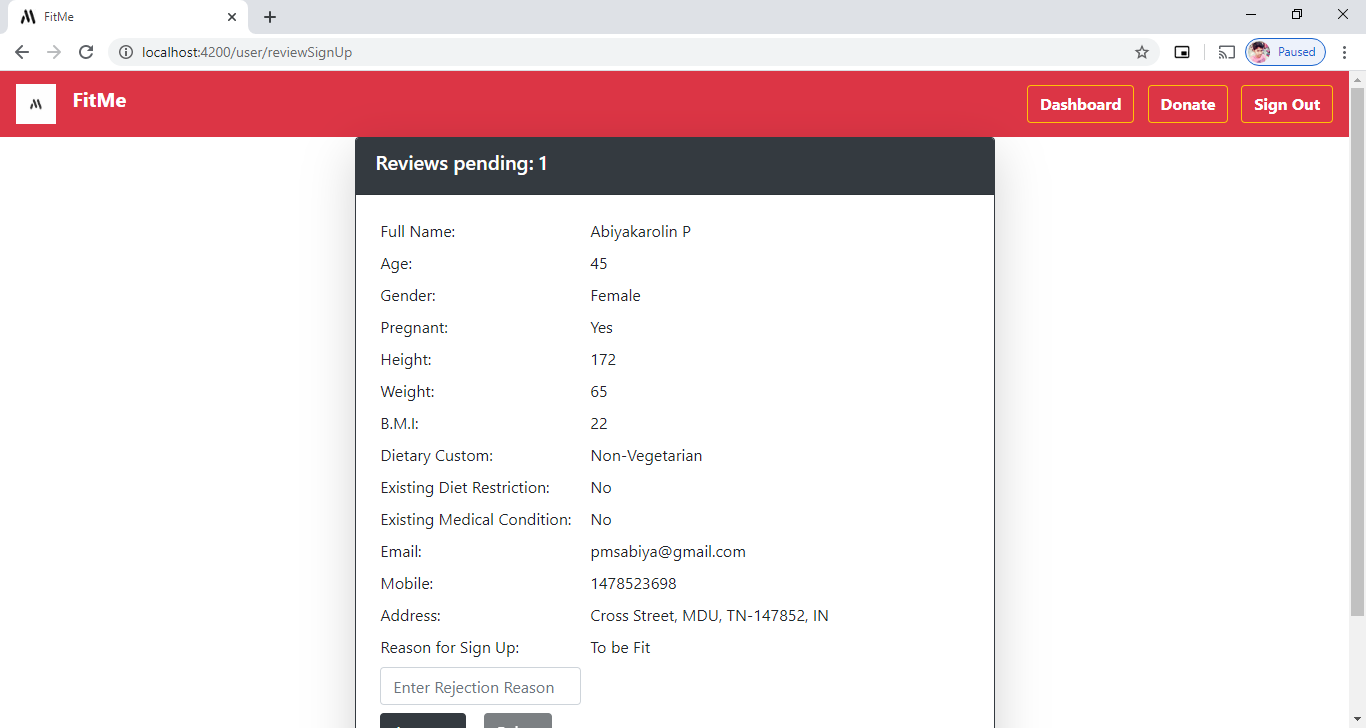 FitMe
localhost:4200/user/reviewSignUp
Paused
FitMe
Dashboard
Donate
Sign Out
Reviews pending: 1
Full Name: Abiyakarolin P
Age: 45
Gender: Female
Pregnant: Yes
Height: 172
Weight: 65
B.M.I: 22
Dietary Custom: Non-Vegetarian
Existing Diet Restriction: No
Existing Medical Condition: No
Email: pmsabiya@gmail.com
Mobile: 1478523698
Address: Cross Street, MDU, TN-147852, IN
Reason for Sign Up: To be Fit
Enter Rejection Reason